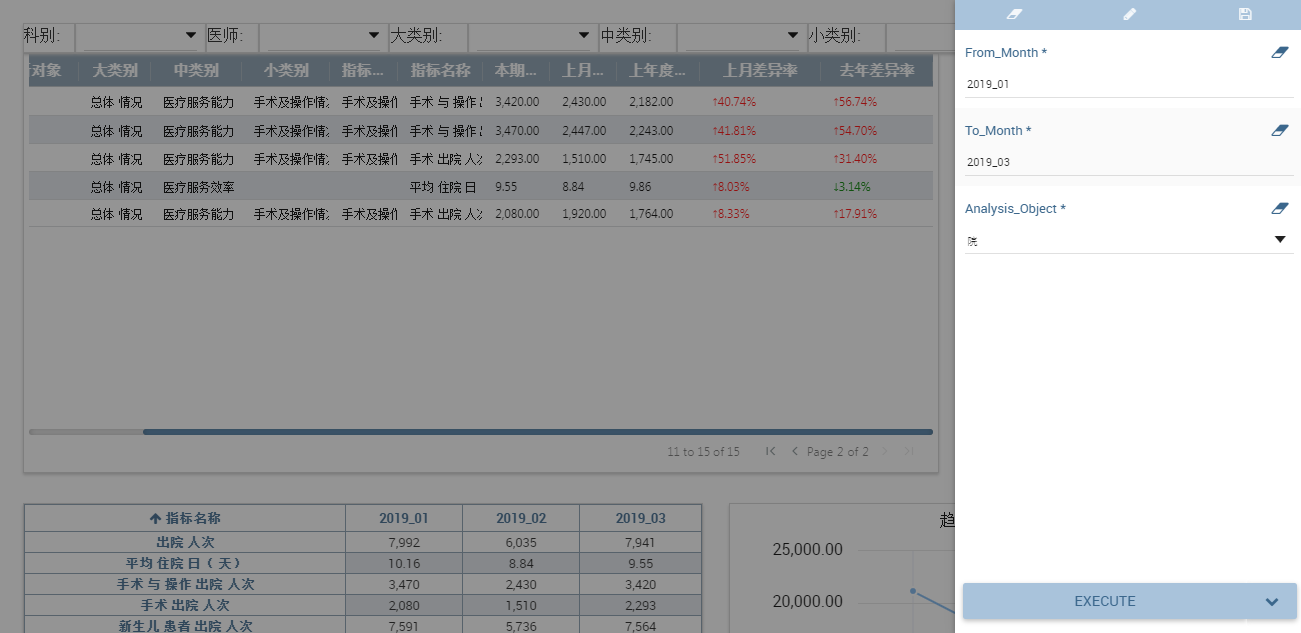 科别: 医师: 大类别: 中类别: 小类别:
对象 大类别 中类别 小类别 指标... 指标名称 本期... 上月... 上年度... 上月差异率 去年差异率
总体 情况 医疗服务能力 手术及操作情 手术及操作 手术 与 操作 3,420.00 2,430.00 2,182.00 ↑40.74% ↑56.74%
总体 情况 医疗服务能力 手术及操作情 手术及操作 手术 与 操作 3,470.00 2,447.00 2,243.00 ↑41.81% ↑54.70%
总体 情况 医疗服务能力 手术及操作情 手术及操作 手术 出院 人次 2,293.00 1,510.00 1,745.00 ↑51.85% ↑31.40%
总体 情况 医疗服务效率 平均 住院 日 9.55 8.84 9.86 ↑8.03% ↓3.14%
总体 情况 医疗服务能力 手术及操作情 手术及操作 手术 出院 人次 2,080.00 1,920.00 1,764.00 ↑8.33% ↑17.91%
11 to 15 of 15 Page 2 of 2
指标名称 2019_01 2019_02 2019_03
出院 人次 7,992 6,035 7,941
平均 住院 日 ( 天 ) 10.16 8.84 9.55
手术 与 操作 出院 人次 3,470 2,430 3,420
手术 出院 人次 2,080 1,510 2,293
新生儿 患者 出院 人次 7,591 5,736 7,564
趋
25,000.00
20,000.00
From_Month *
2019_01
To_Month *
2019_03
Analysis_Object *
院
EXECUTE